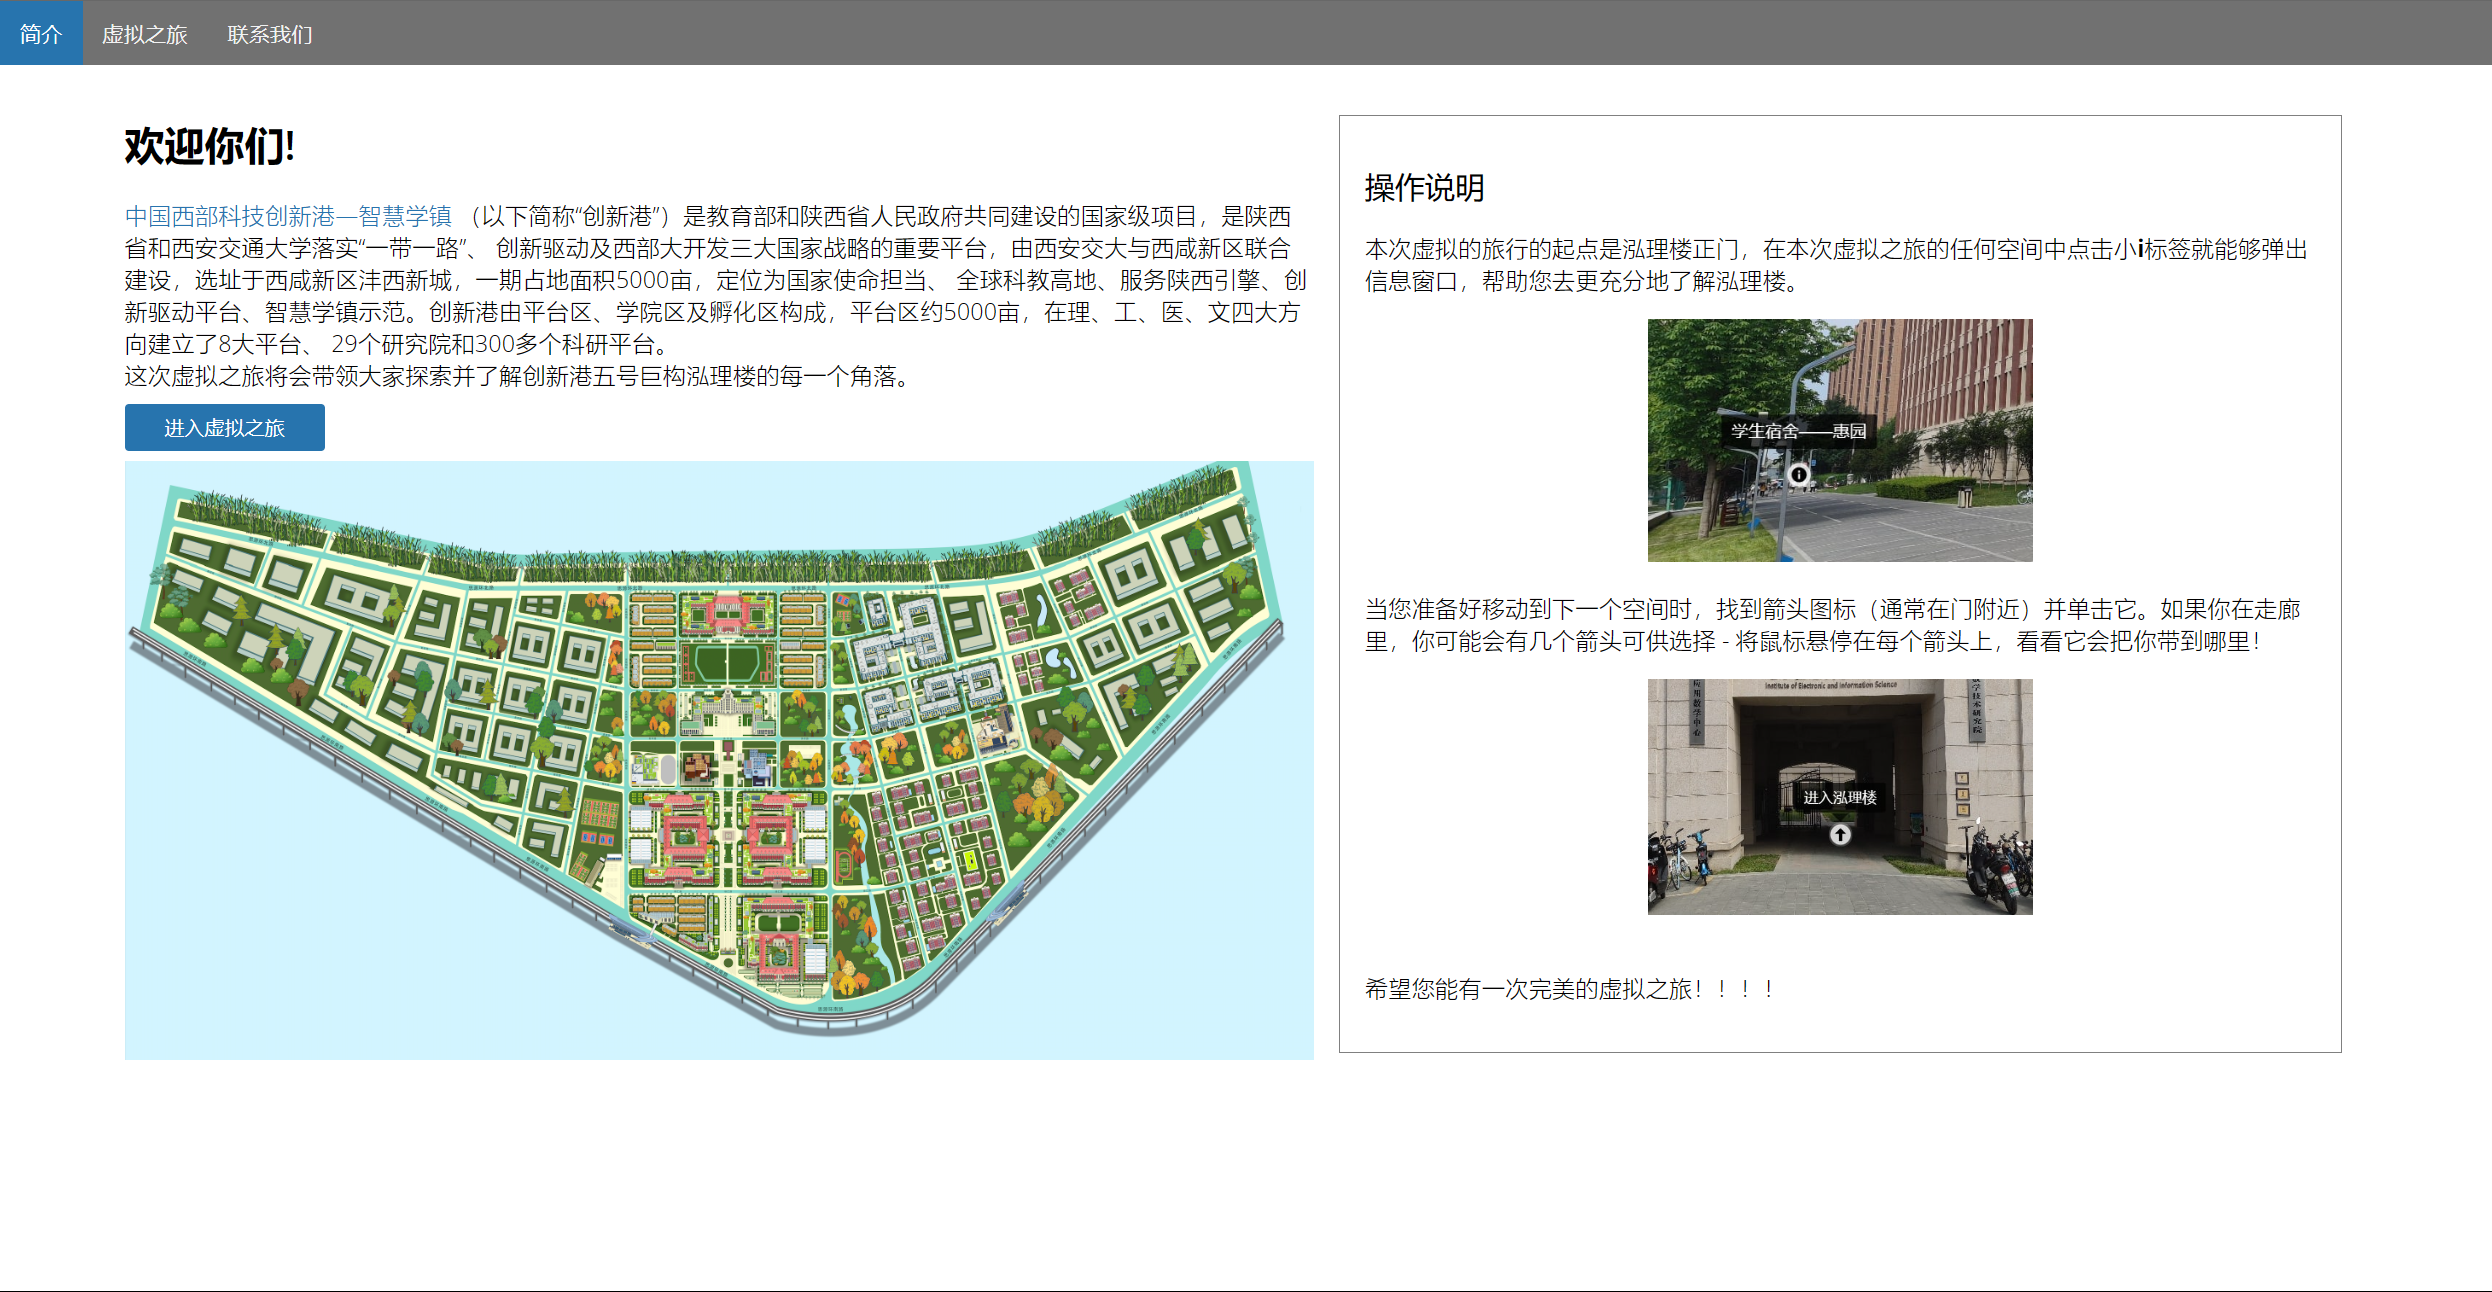 简介 虚拟之旅 联系我们
欢迎你们!
中国西部科技创新港—智慧学镇 （以下简称“创新港”）是教育部和陕西省人民政府共同建设的国家级项目，是陕西
省和西安交通大学落实“一带一路”、 创新驱动及西部大开发三大国家战略的重要平台，由西安交大与西咸新区联合
建设，选址于西咸新区沣西新城，一期占地面积5000亩，定位为国家使命担当、 全球科教高地、服务陕西引擎、创
新驱动平台、智慧学镇示范。创新港由平台区、学院区及孵化区构成，平台区约5000亩，在理、工、医、文四大方
向建立了8大平台、 29个研究院和300多个科研平台。
这次虚拟之旅将会带领大家探索并了解创新港五号巨构泓理楼的每一个角落。
进入虚拟之旅
操作说明
本次虚拟的旅行的起点是泓理楼正门，在本次虚拟之旅的任何空间中点击小i标签就能够弹出
信息窗口，帮助您去更充分地了解泓理楼。
学生宿舍——惠园
i
当您准备好移动到下一个空间时，找到箭头图标（通常在门附近）并单击它。如果你在走廊
里，你可能会有几个箭头可供选择 - 将鼠标悬停在每个箭头上，看看它会把你带到哪里！
Institute of Electronic and Information Science
应用数学中心
数学技术研究院
进入泓理楼
希望您能有一次完美的虚拟之旅！！！！